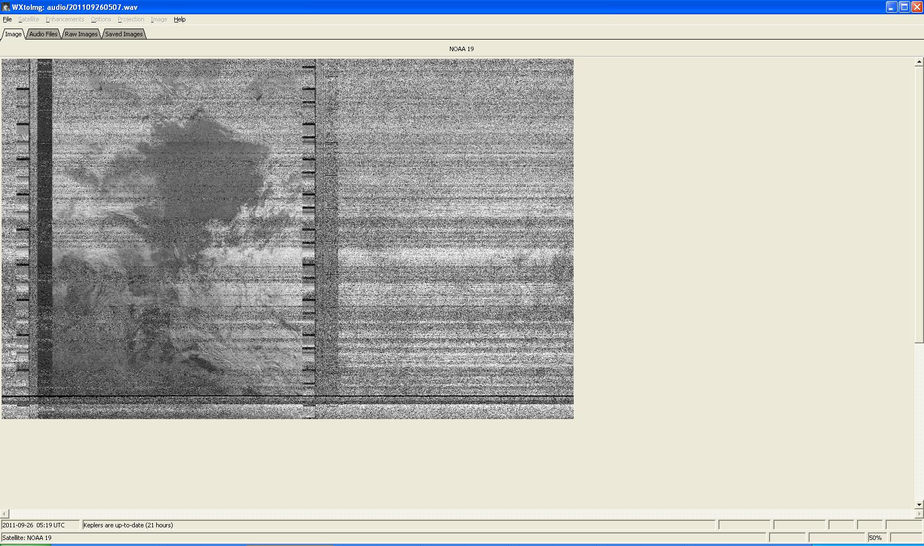 WXtoImg: audio/201109260507.wav
File Satellite Enhancements Options Projection Image Help
Image Audio Files Raw Images Saved Images
NOAA 19
2011-09-26 05:19 UTC Keplers are up-to-date (21 hours)
Satellite: NOAA 19 50%